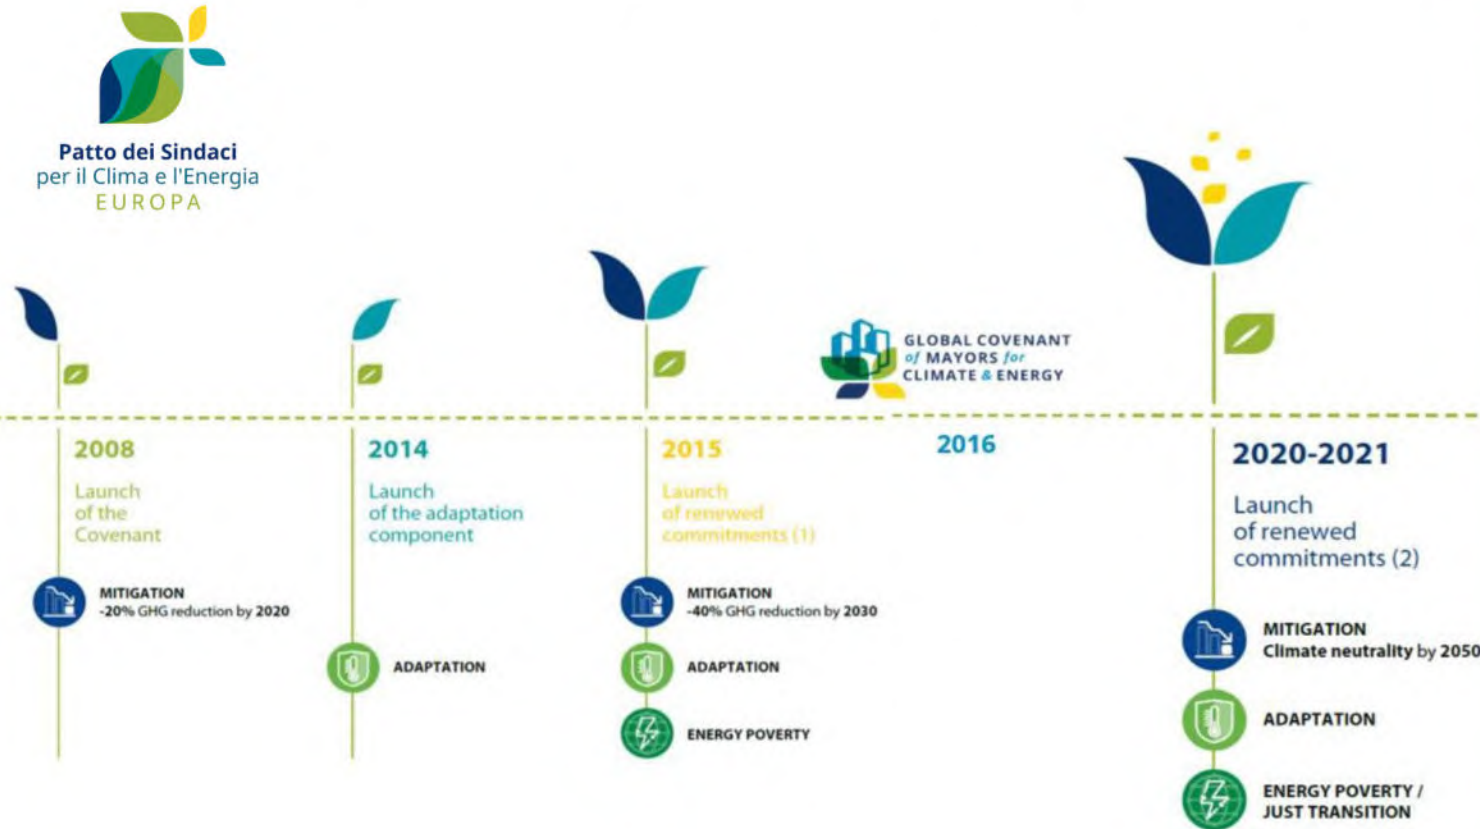 Patto dei Sindaci
per il Clima e l'Energia
EUROPA
GLOBAL COVENANT
of MAYORS for
CLIMATE & ENERGY
2008
Launch
of the
Covenant
MITIGATION
-20% GHG reduction by 2020
2014
Launch
of the adaptation
component
ADAPTATION
2015
Launch
of renewed
commitments (1)
MITIGATION
-40% GHG reduction by 2030
ADAPTATION
ENERGY POVERTY
2016
2020-2021
Launch
of renewed
commitments (2)
MITIGATION
Climate neutrality by 2050
ADAPTATION
ENERGY POVERTY /
JUST TRANSITION